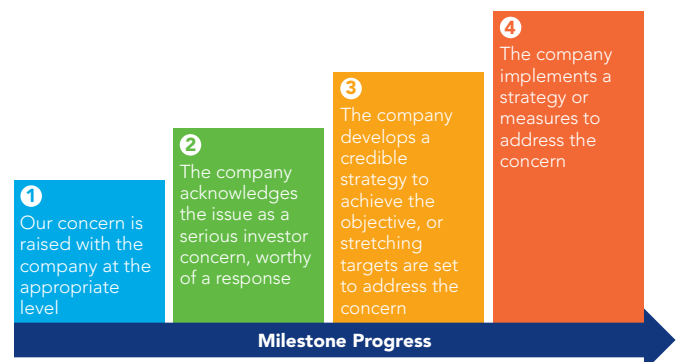 1
Our concern is
raised with the
company at the
appropriate
level
2
The company
acknowledges
the issue as a
serious investor
concern, worthy
of a response
3
The company
develops a
credible
strategy to
achieve the
objective, or
stretching
targets are set
to address the
concern
4
The company
implements a
strategy or
measures to
address the
concern
Milestone Progress